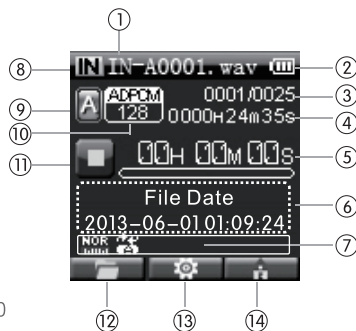 ①
⑧ IN IN-A0001.wav ②
⑨ A ADPCM 128 0001/0025 ③
⑩ 0000H24m35s ④
⑪ 00H 00M 00S ⑤
File Date ⑥
2013-06-01 01:09:24
NOR ⑦
⑫ ⑬ ⑭